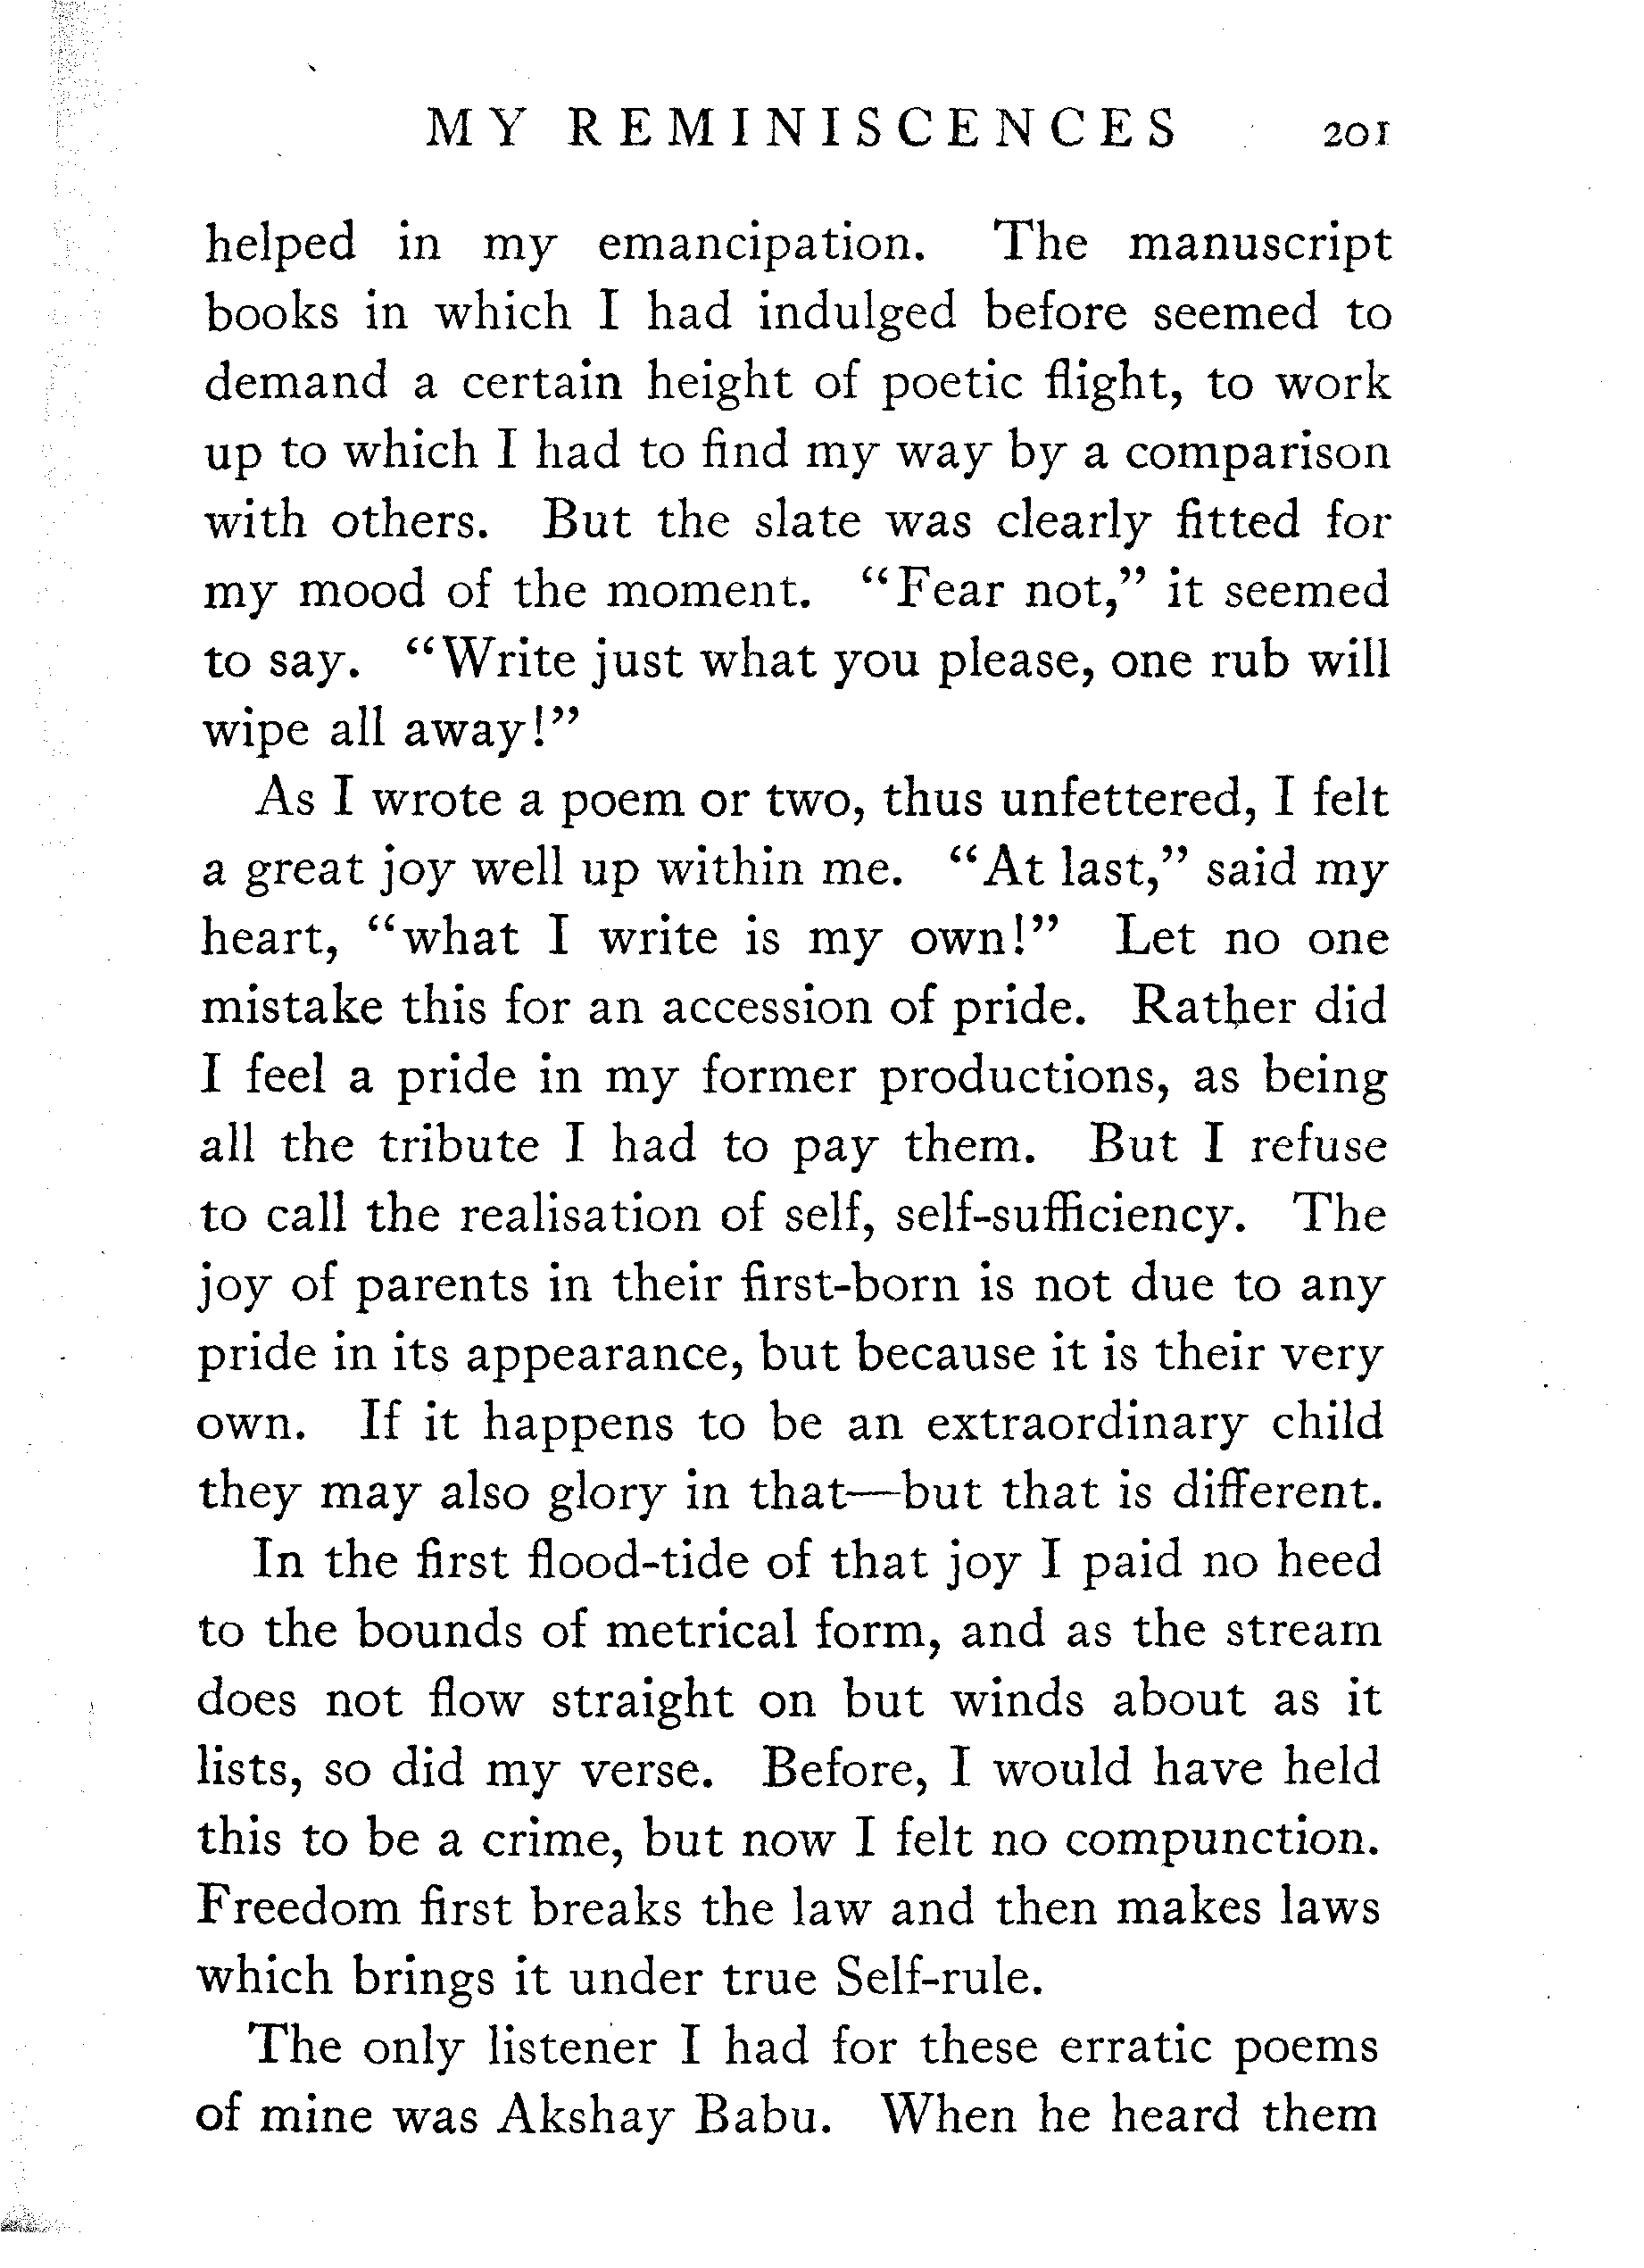 MY REMINISCENCES 201
helped in my emancipation. The manuscript
books in which I had indulged before seemed to
demand a certain height of poetic flight, to work
up to which I had to find my way by a comparison
with others. But the slate was clearly fitted for
my mood of the moment. “Fear not,” it seemed
to say. “Write just what you please, one rub will
wipe all away!”
As I wrote a poem or two, thus unfettered, I felt
a great joy well up within me. “At last,” said my
heart, “what I write is my own!” Let no one
mistake this for an accession of pride. Rather did
I feel a pride in my former productions, as being
all the tribute I had to pay them. But I refuse
to call the realisation of self, self-sufficiency. The
joy of parents in their first-born is not due to any
pride in its appearance, but because it is their very
own. If it happens to be an extraordinary child
they may also glory in that—but that is different.
In the first flood-tide of that joy I paid no heed
to the bounds of metrical form, and as the stream
does not flow straight on but winds about as it
lists, so did my verse. Before, I would have held
this to be a crime, but now I felt no compunction.
Freedom first breaks the law and then makes laws
which brings it under true Self-rule.
The only listener I had for these erratic poems
of mine was Akshay Babu. When he heard them